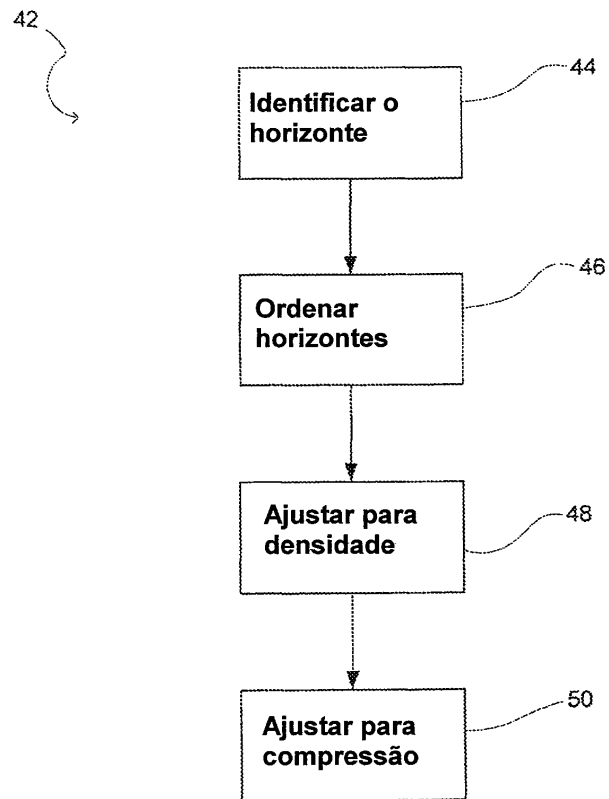 42
44
Identificar o
horizonte
46
Ordenar
horizontes
48
Ajustar para
densidade
50
Ajustar para
compressão